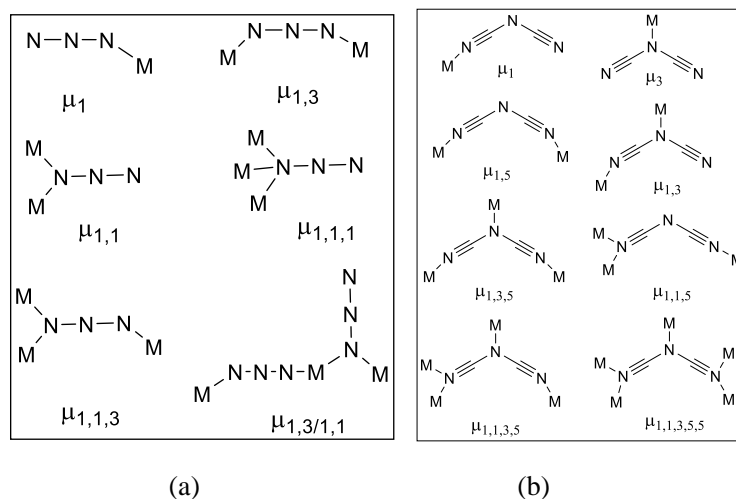 N N N M
μ1
M N N N M
μ1,3
M
N N N
M
μ1,1
M
M N N N
M
μ1,1,1
M
N N N
M M
μ1,1,3
N
N
N
M N N N M M
μ1,3/1,1
(a)
N
N N
M
μ1
M
N
N N
μ3
N
N N
M M
μ1,5
M
N
N N
M
μ1,3
M
N
N N
M M
μ1,3,5
N
M N N
M M
μ1,1,5
M
N
M N N
M M
μ1,1,3,5
M
N
M N N M
M M
μ1,1,3,5,5
(b)